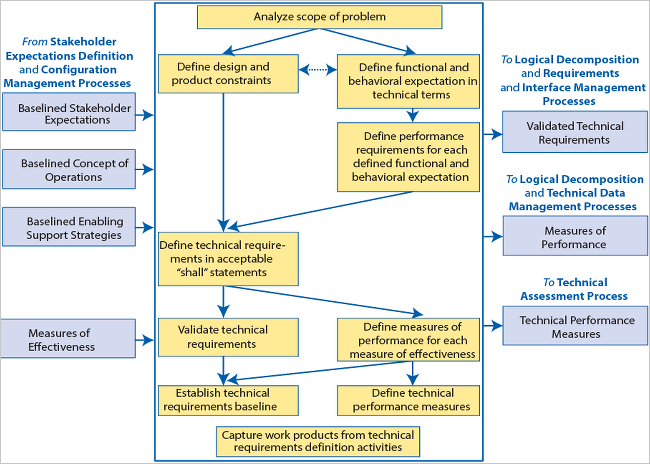 Analyze scope of problem
From Stakeholder
Expectations Definition
and Configuration
Management Processes
Baselined Stakeholder
Expectations
Baselined Concept of
Operations
Baselined Enabling
Support Strategies
Measures of
Effectiveness
Define design and
product constraints
Define functional and
behavioral expectation in
technical terms
Define performance
requirements for each
defined functional and
behavioral expectation
Define technical require-
ments in acceptable
“shall” statements
Validate technical
requirements
Define measures of
performance for each
measure of effectiveness
Establish technical
requirements baseline
Define technical
performance measures
Capture work products from technical
requirements definition activities
To Logical Decomposition
and Requirements
and Interface Management
Processes
Validated Technical
Requirements
To Logical Decomposition
and Technical Data
Management Processes
Measures of
Performance
To Technical
Assessment Process
Technical Performance
Measures